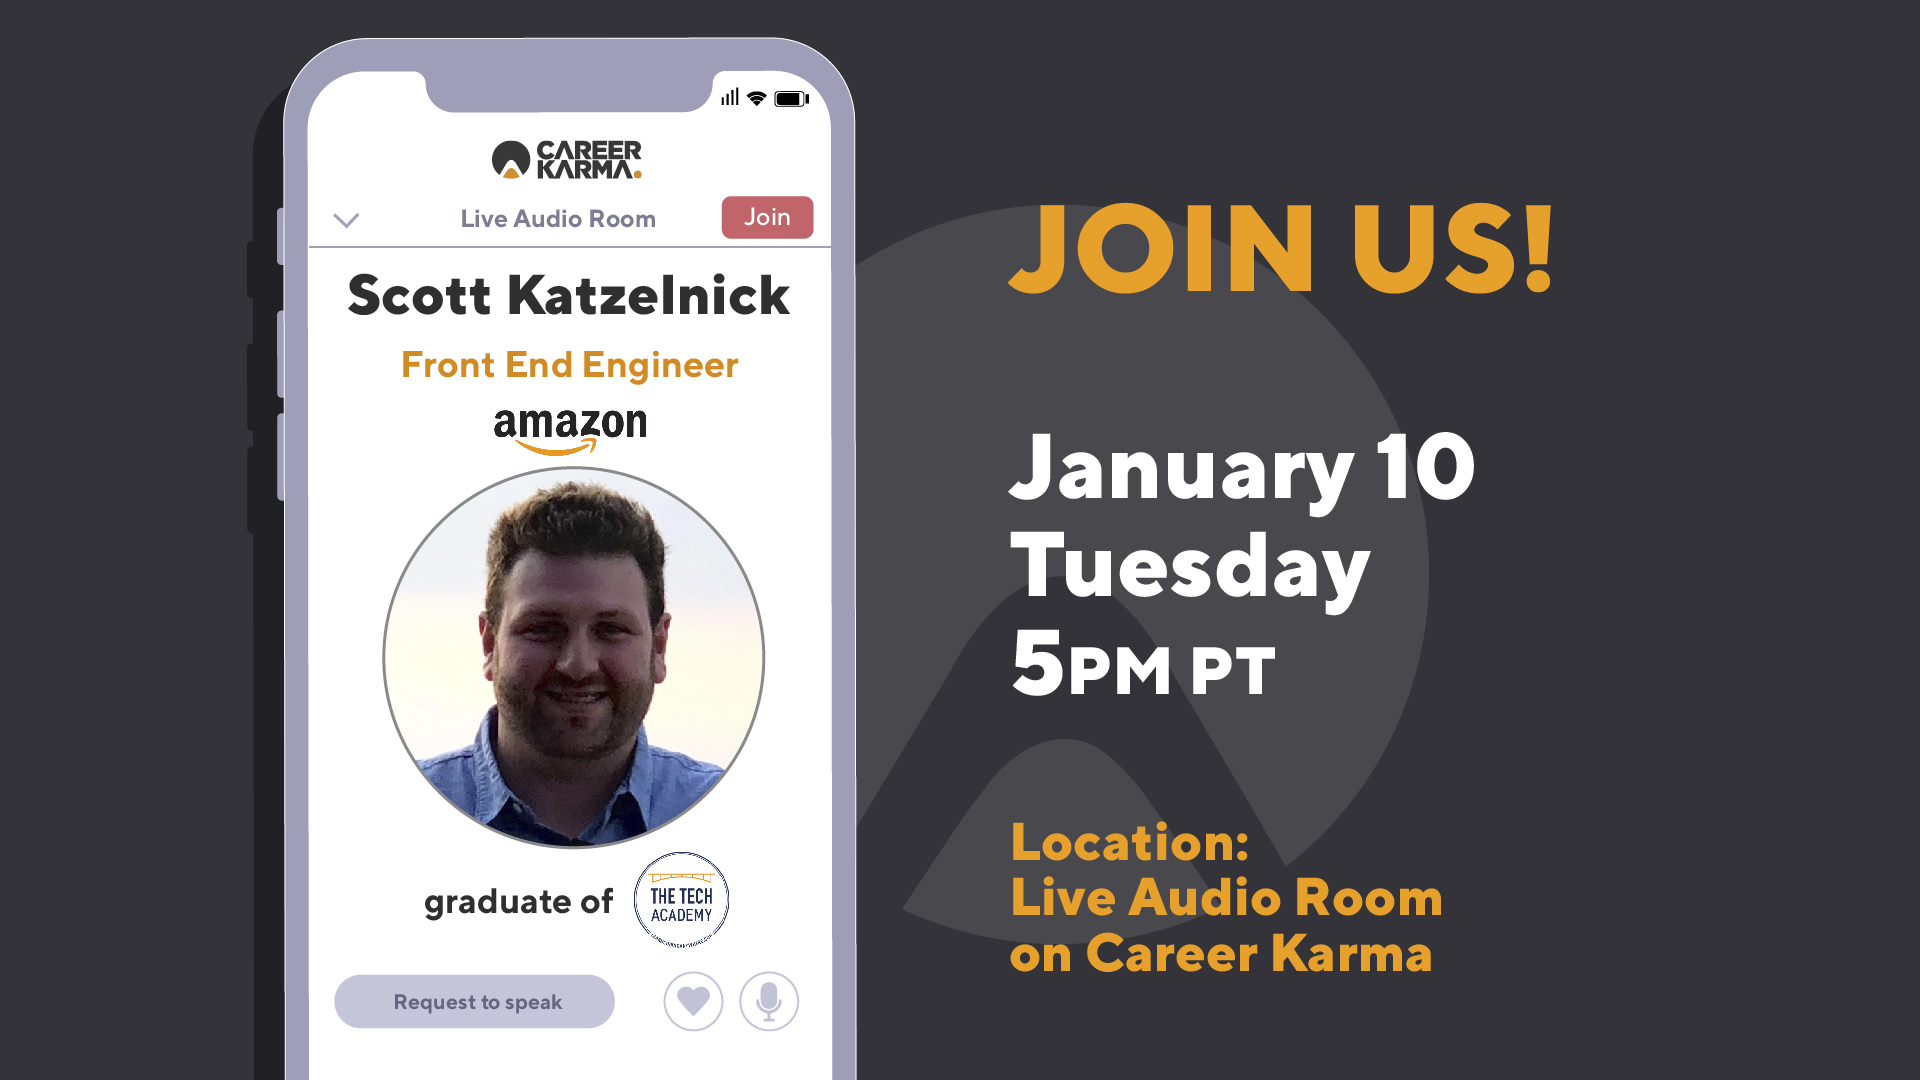 CAREER
KARMA.
Live Audio Room
Join
Scott Katzelnick
Front End Engineer
amazon
graduate of
THE TECH
ACADEMY
Request to speak
JOIN US!
January 10
Tuesday
5PM PT
Location:
Live Audio Room
on Career Karma